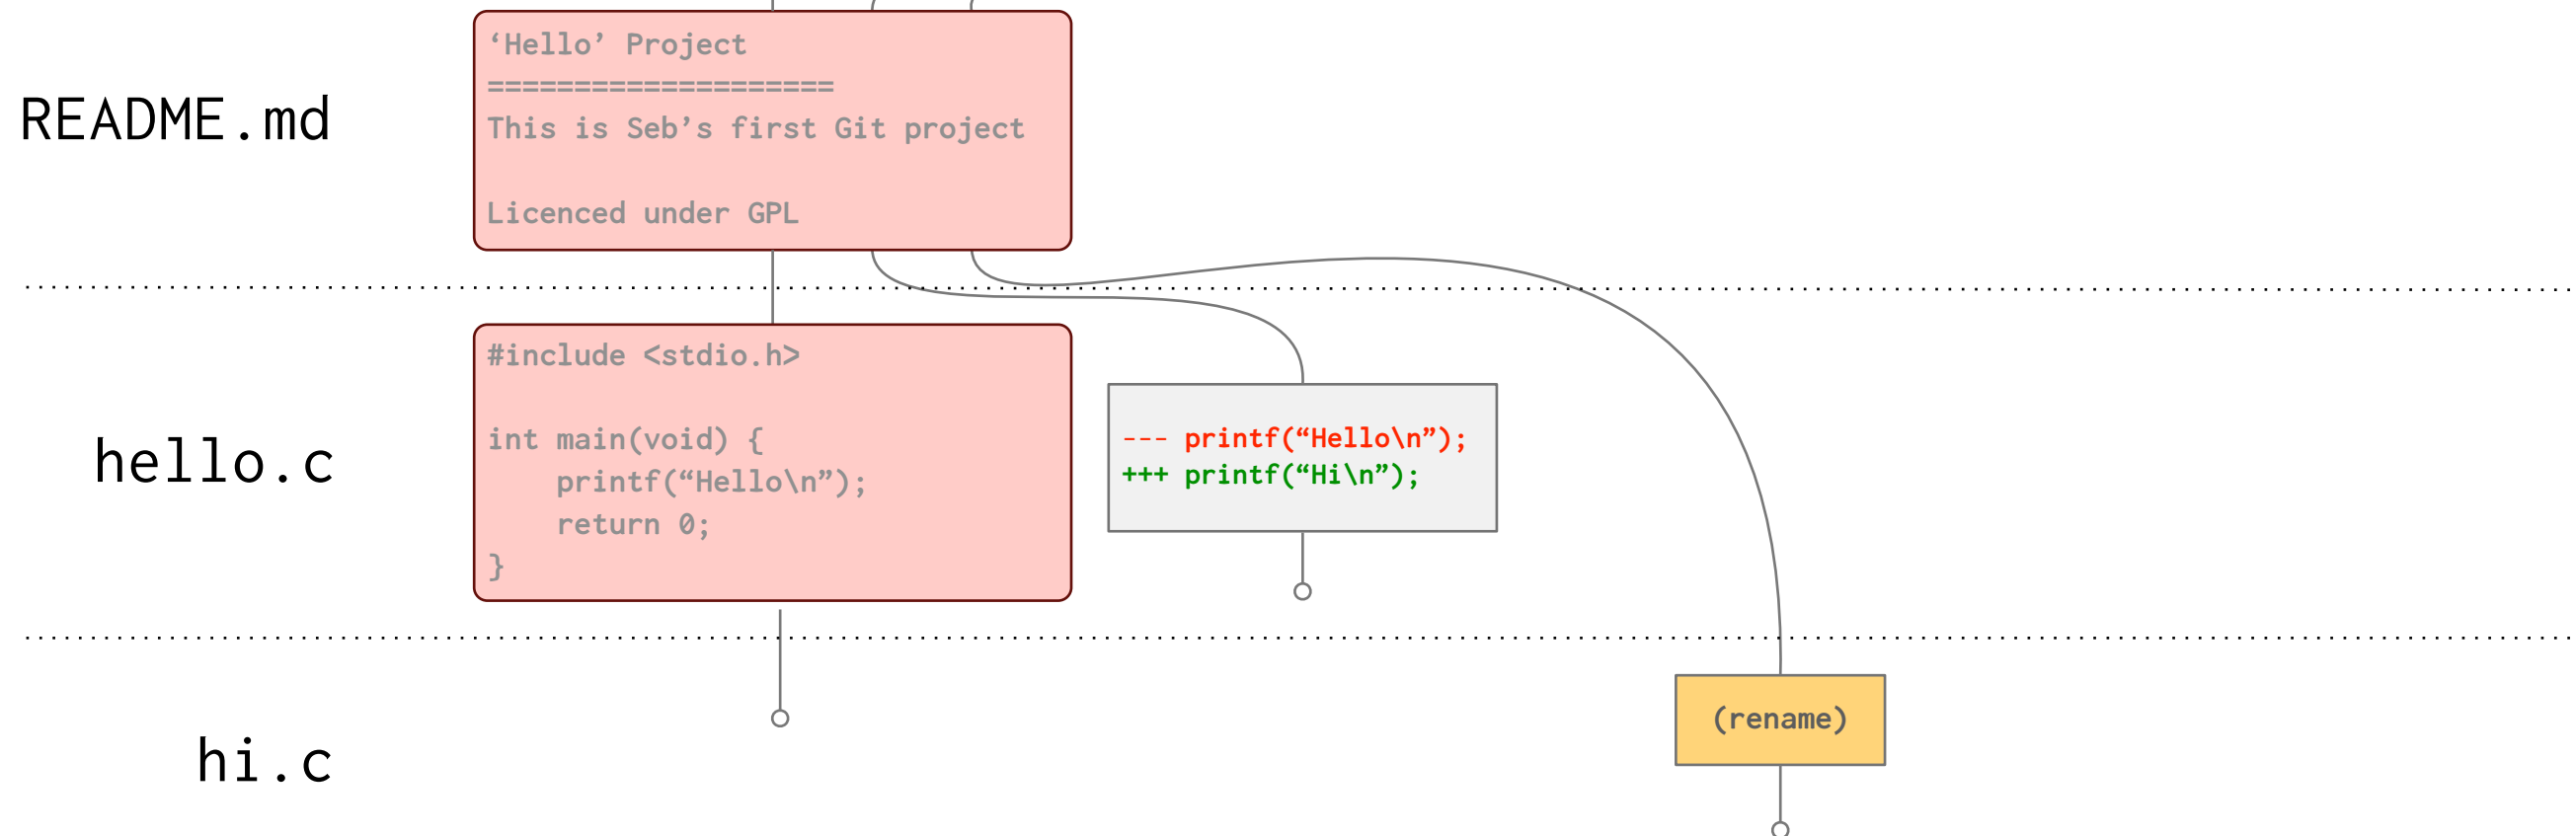 README.md
‘Hello’ Project
====================
This is Seb’s first Git project
Licenced under GPL
hello.c
#include <stdio.h>
int main(void) {
    printf(“Hello\n”);
    return 0;
}
--- printf(“Hello\n”);
+++ printf(“Hi\n”);
hi.c
(rename)